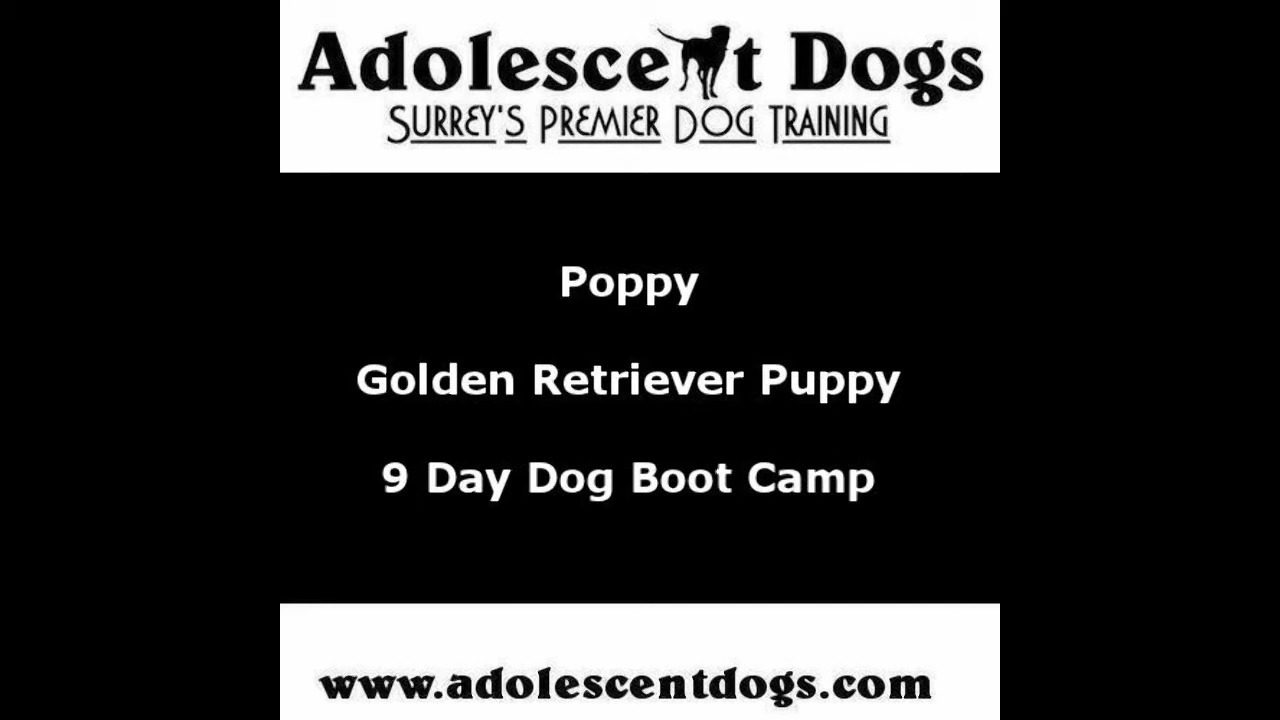 Adolescent Dogs
SURREY'S PREMIER DOG TRAINING
Poppy
Golden Retriever Puppy
9 Day Dog Boot Camp
www.adolescentdogs.com